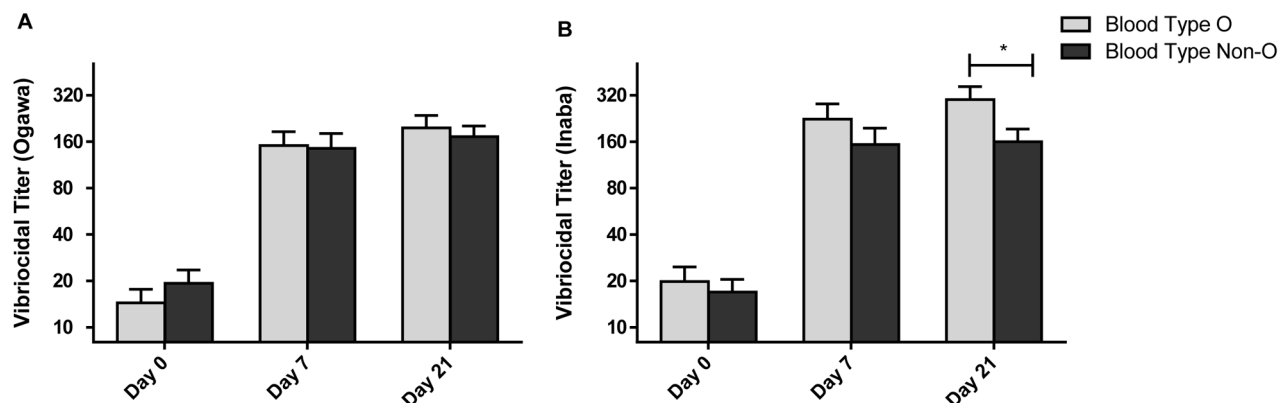 A
Vibriocidal Titer (Ogawa)
320
160
80
40
20
10
Day 0
Day 7
Day 21
B
Vibriocidal Titer (Inaba)
320
160
80
40
20
10
*
Day 0
Day 7
Day 21
Blood Type O
Blood Type Non-O